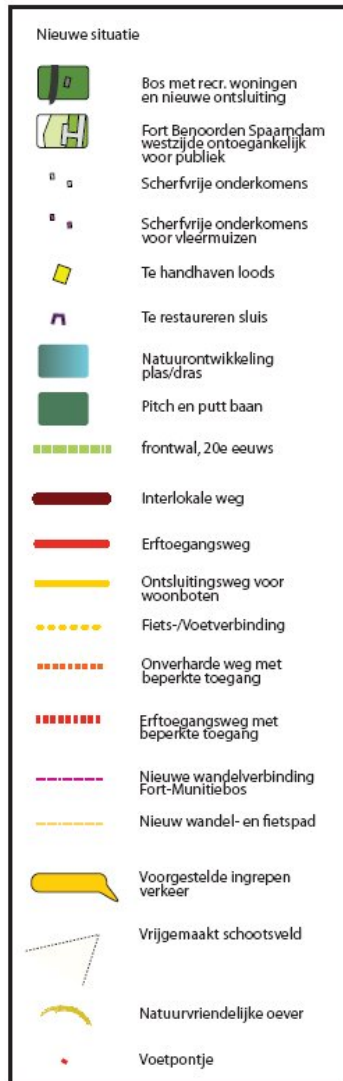 Nieuwe situatie
Bos met recr. woningen
en nieuwe ontsluiting
Fort Benoorden Spaarndam
westzijde ontoegankelijk
voor publiek
Scherfvrije onderkomens
Scherfvrije onderkomens
voor vleermuizen
Te handhaven loods
Te restaureren sluis
Natuurontwikkeling
plas/dras
Pitch en putt baan
frontwal, 20e eeuws
Interlokale weg
Erftoegangsweg
Ontsluitingsweg voor
woonboten
Fiets-/Voetverbinding
Onverharde weg met
beperkte toegang
Erftoegangsweg met
beperkte toegang
Nieuwe wandelverbinding
Fort-Munitiebos
Nieuw wandel- en fietspad
Voorgestelde ingrepen
verkeer
Vrijgemaakt schootsveld
Natuurvriendelijke oever
Voetpontje